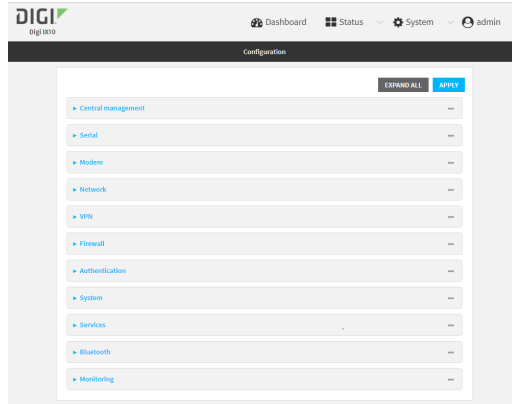 DIGI
Digi IX10
Dashboard Status System admin
Configuration
EXPAND ALL APPLY
Central management
Serial
Modem
Network
VPN
Firewall
Authentication
System
Services
Bluetooth
Monitoring